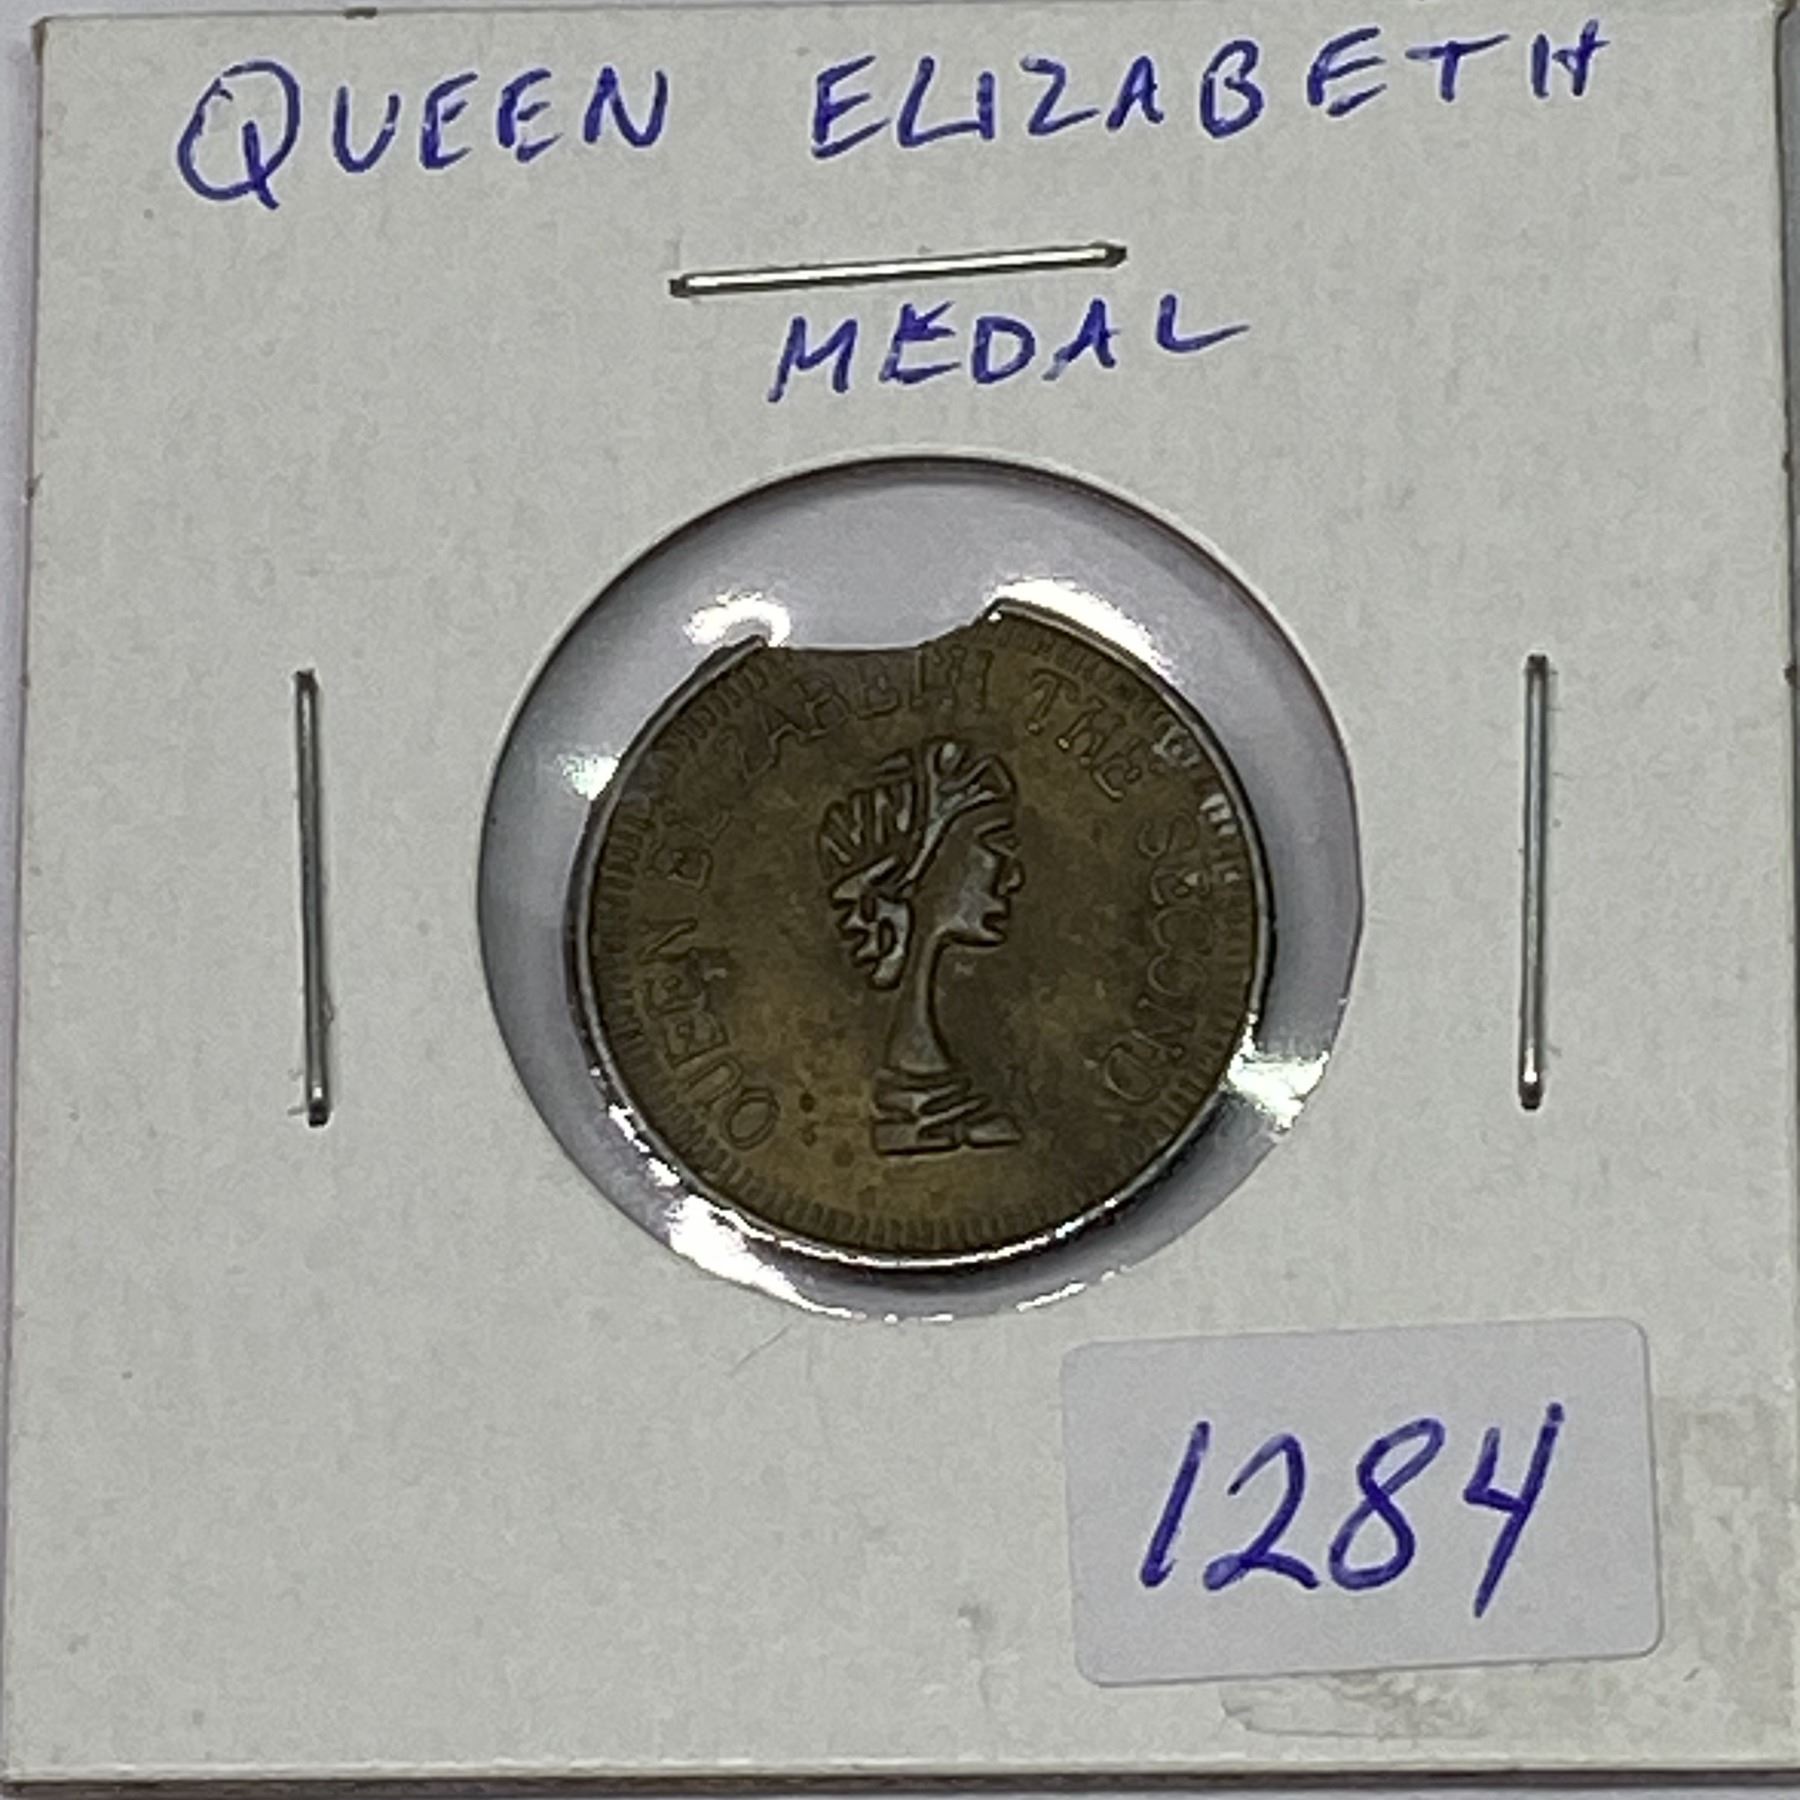 QUEEN ELIZABETH
MEDAL
QUEEN ELIZABETH THE SECOND
1284